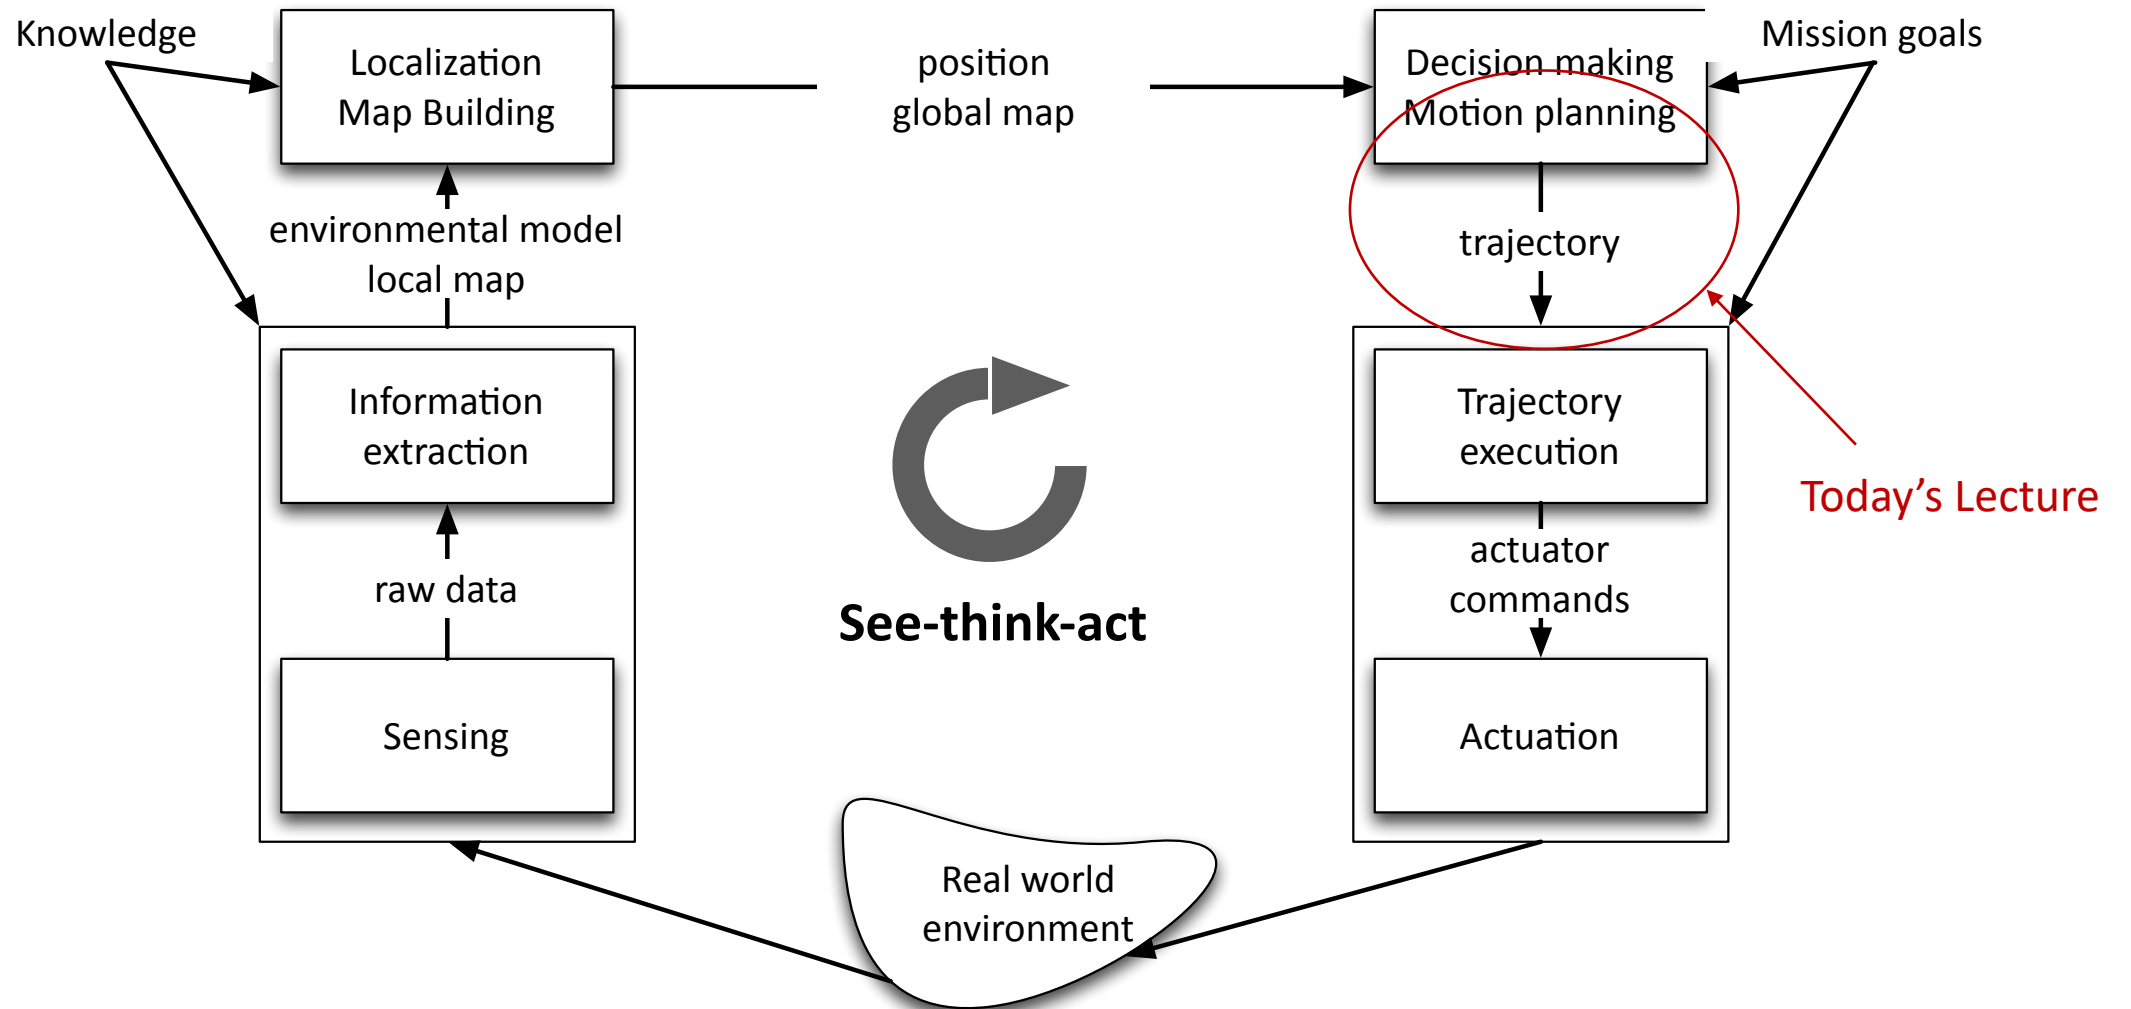 Knowledge
Localization
Map Building
position
global map
Decision making
Motion planning
Mission goals
environmental model
local map
trajectory
Information
extraction
Trajectory
execution
Today’s Lecture
raw data
See-think-act
actuator
commands
Sensing
Actuation
Real world
environment